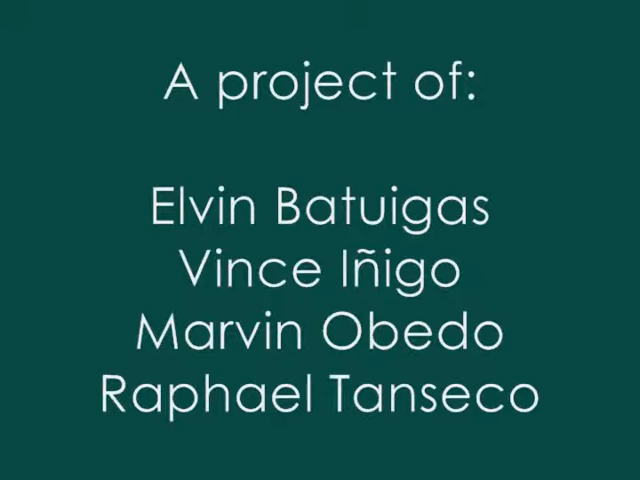 A project of:
Elvin Batuigas
Vince Iñigo
Marvin Obedo
Raphael Tanseco